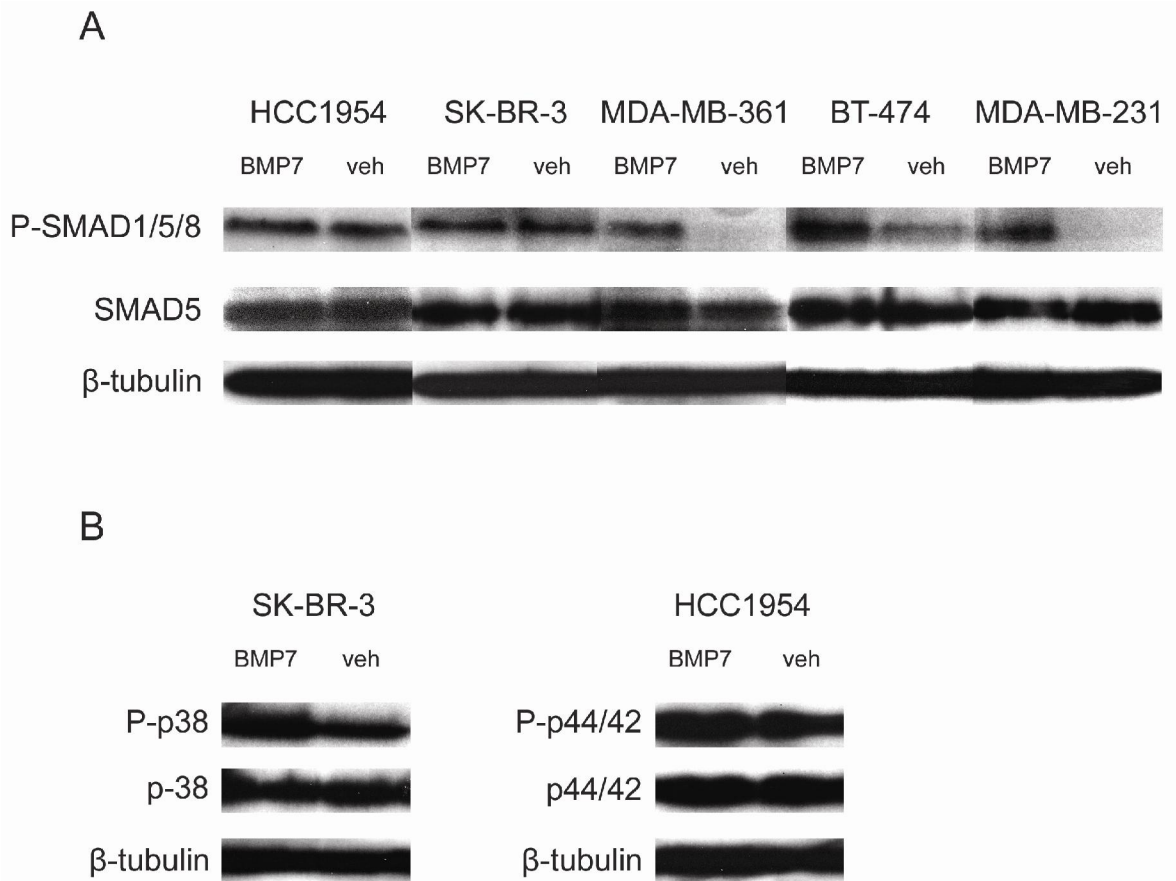 A
HCC1954 SK-BR-3 MDA-MB-361 BT-474 MDA-MB-231
BMP7 veh BMP7 veh BMP7 veh BMP7 veh BMP7 veh
P-SMAD1/5/8
SMAD5
β-tubulin
B
SK-BR-3 HCC1954
BMP7 veh BMP7 veh
P-p38 P-p44/42
p-38 p44/42
β-tubulin β-tubulin